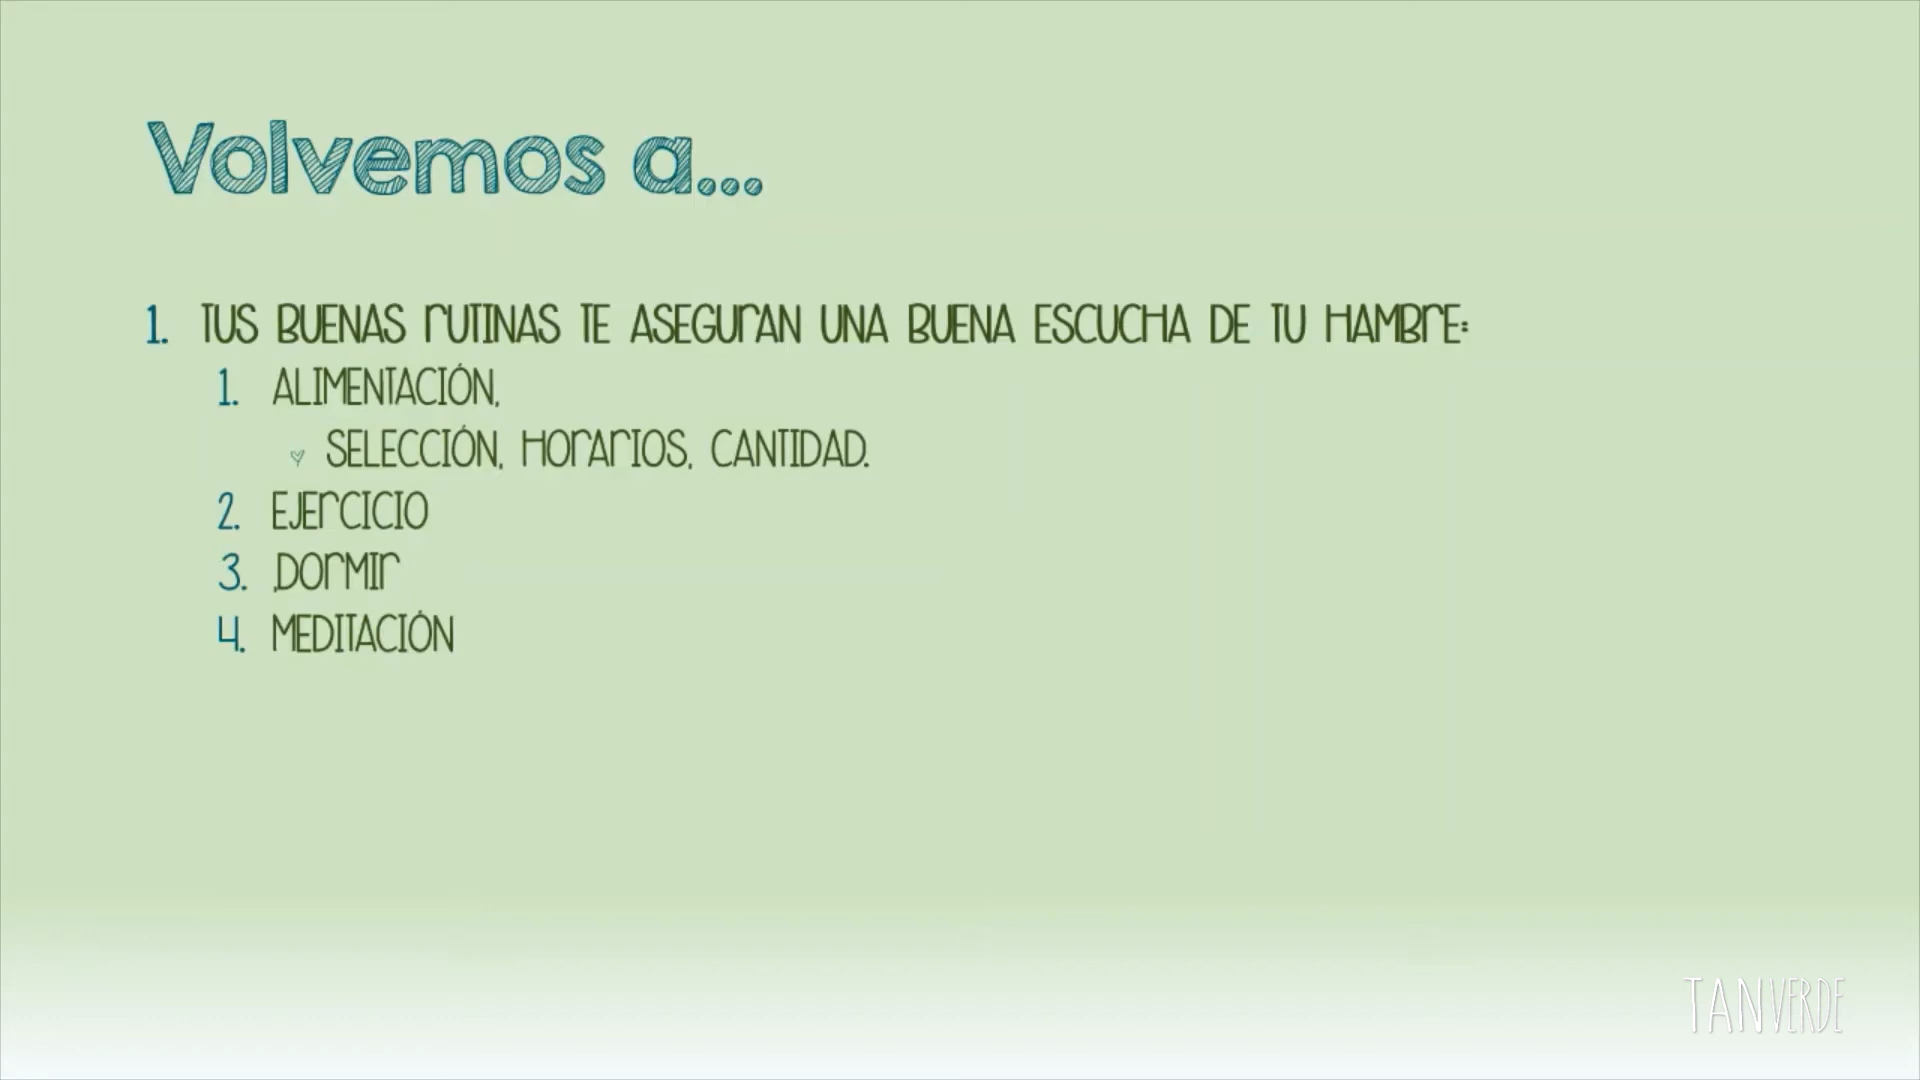 Volvemos a...
1. TUS BUENAS RUTINAS TE ASEGURAN UNA BUENA ESCUCHA DE TU HAMBRE:
1. ALIMENTACIÓN,
SELECCIÓN, HORARIOS, CANTIDAD.
2. EJERCICIO
3. ,DORMIR
4. MEDITACIÓN
TANVERDE